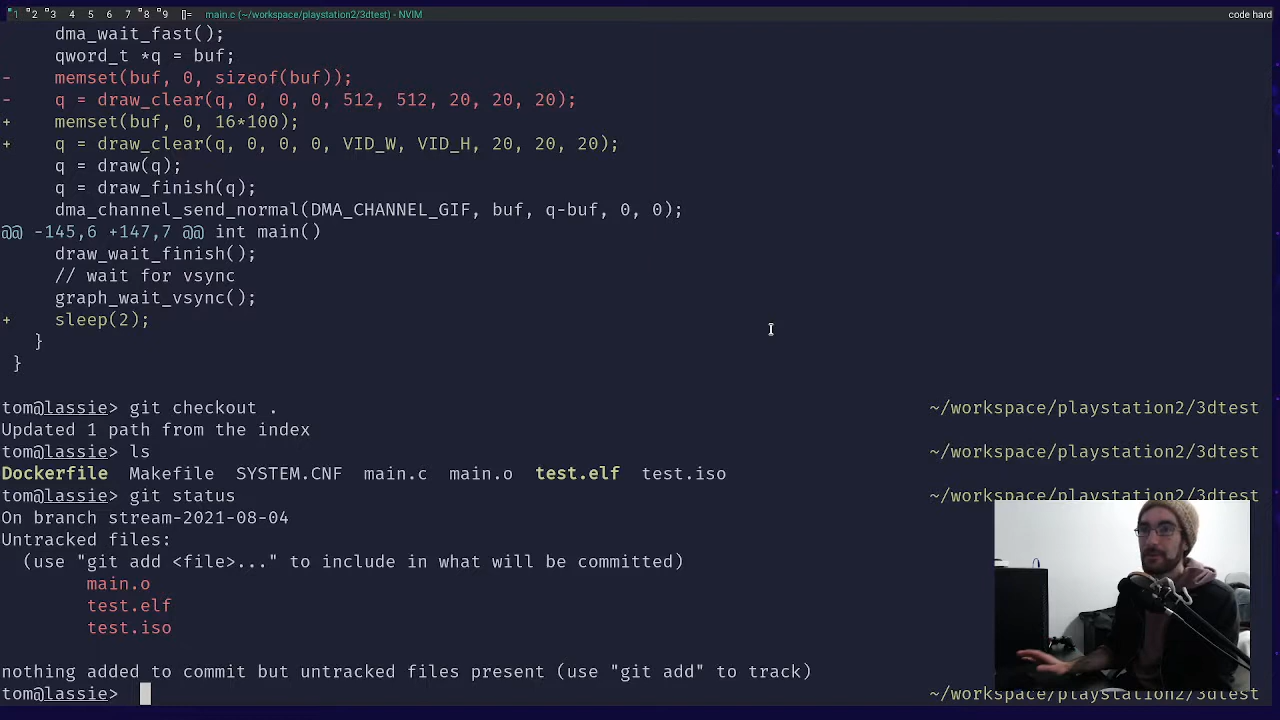 1 2 3 4 5 6 7 8 9 []= main.c (~/workspace/playstation2/3dtest) - NVIM code hard
dma_wait_fast();
qword_t *q = buf;
- memset(buf, 0, sizeof(buf));
- q = draw_clear(q, 0, 0, 0, 512, 512, 20, 20, 20);
+ memset(buf, 0, 16*100);
+ q = draw_clear(q, 0, 0, 0, VID_W, VID_H, 20, 20, 20);
q = draw(q);
q = draw_finish(q);
dma_channel_send_normal(DMA_CHANNEL_GIF, buf, q-buf, 0, 0);
@@ -145,6 +147,7 @@ int main()
draw_wait_finish();
// wait for vsync
graph_wait_vsync();
+ sleep(2);
}
}
tom@lassie> git checkout . ~/workspace/playstation2/3dtest
Updated 1 path from the index
tom@lassie> ls ~/workspace/playstation2/3dtest
Dockerfile Makefile SYSTEM.CNF main.c main.o test.elf test.iso
tom@lassie> git status ~/workspace/playstation2/3dtest
On branch stream-2021-08-04
Untracked files:
(use "git add <file>..." to include in what will be committed)
main.o
test.elf
test.iso
nothing added to commit but untracked files present (use "git add" to track)
tom@lassie> ~/workspace/playstation2/3dtest